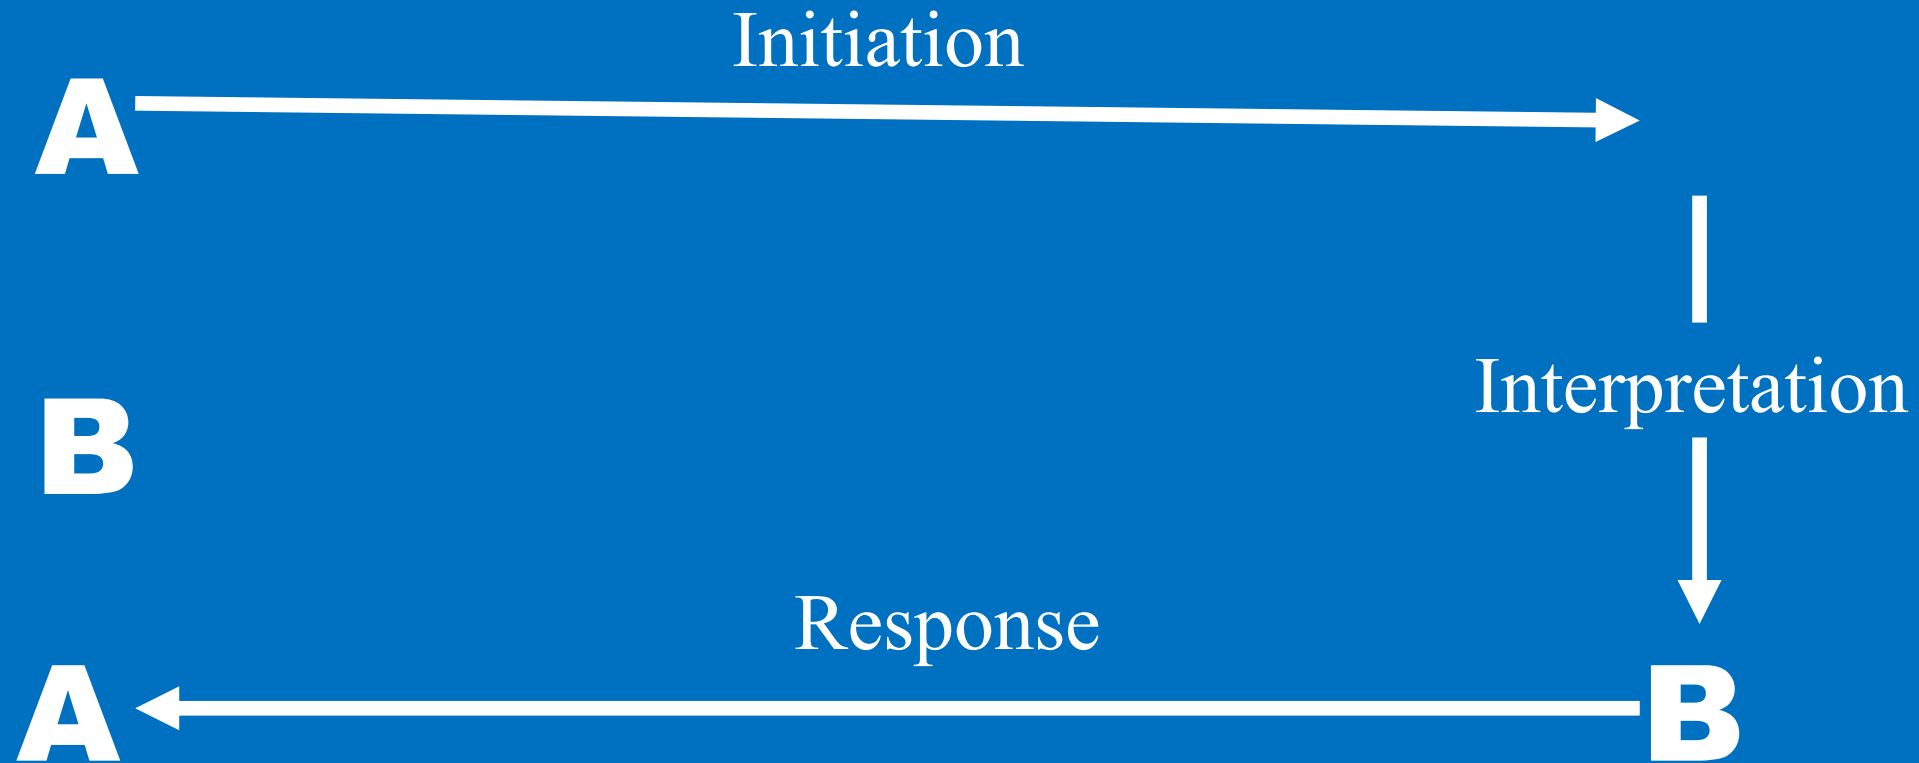 Initiation
A
Interpretation
B
Response
A B